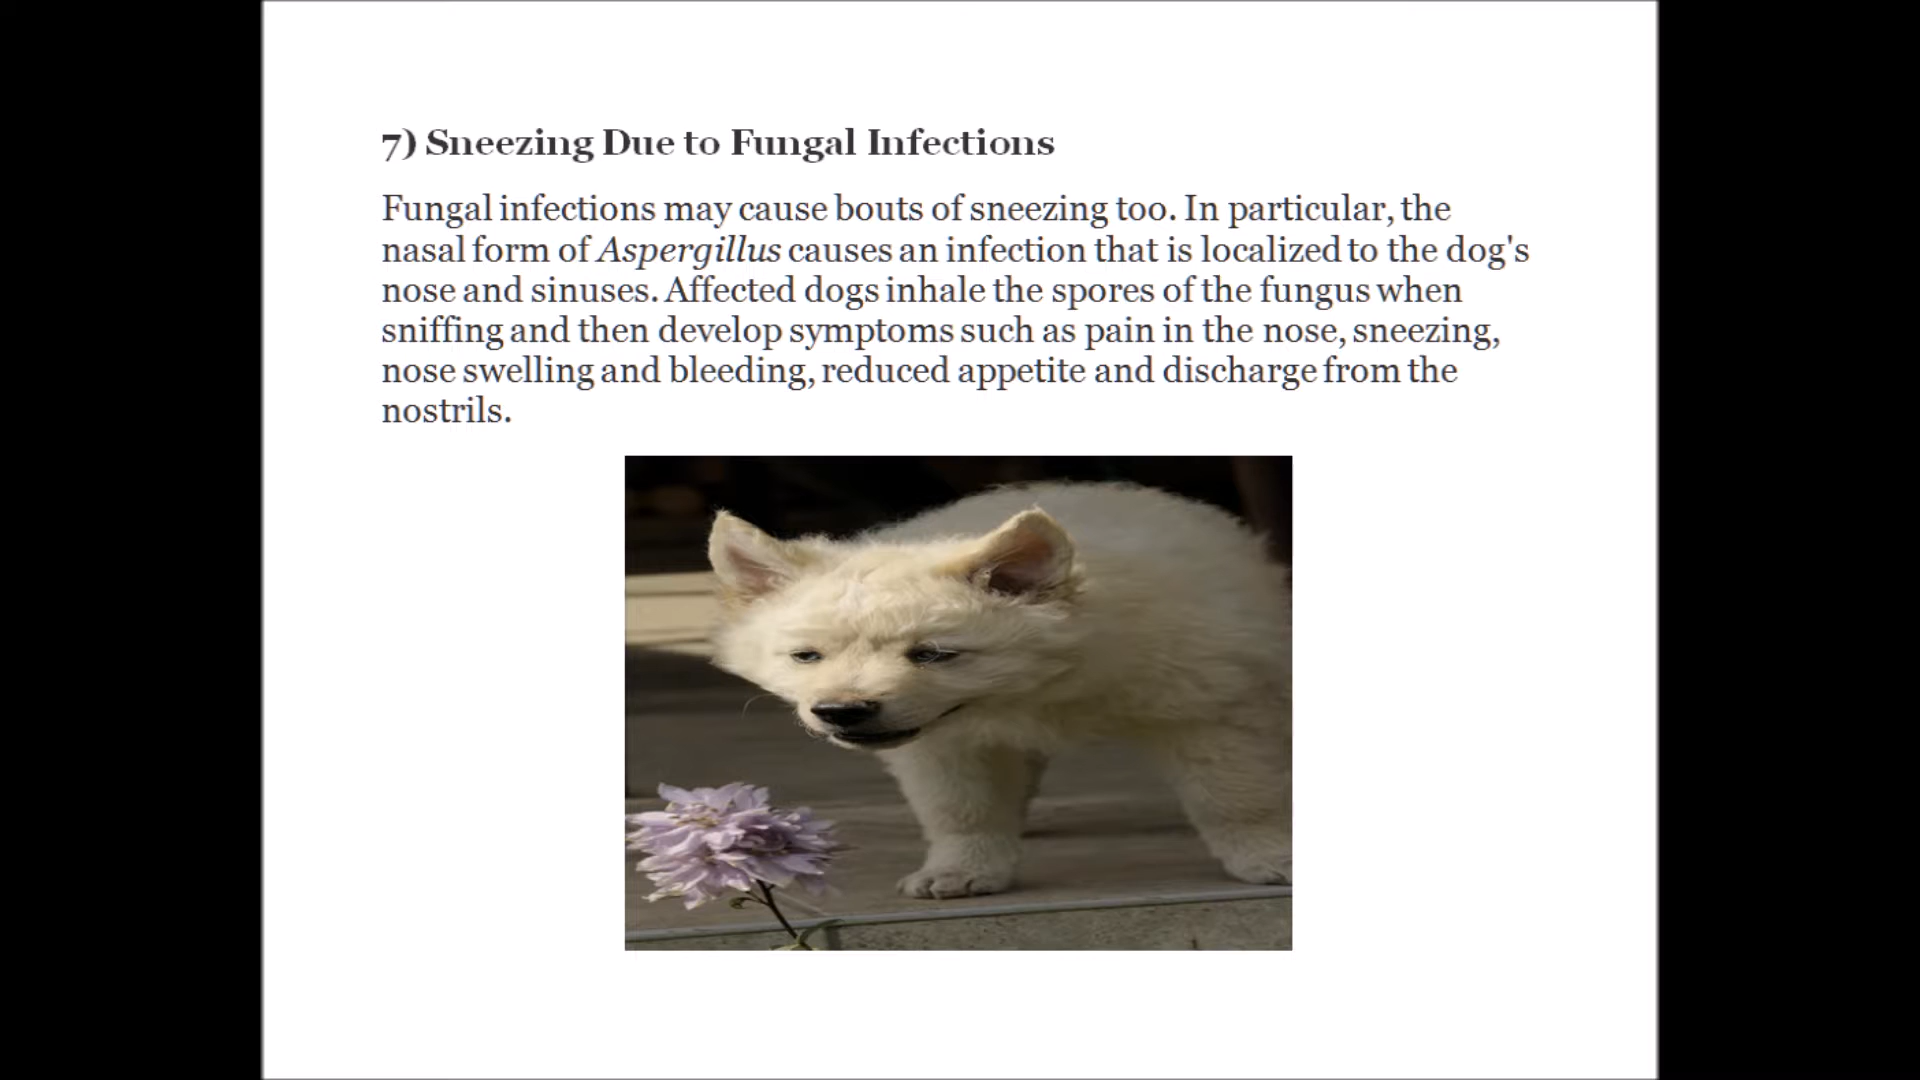 7) Sneezing Due to Fungal Infections
Fungal infections may cause bouts of sneezing too. In particular, the
nasal form of Aspergillus causes an infection that is localized to the dog's
nose and sinuses. Affected dogs inhale the spores of the fungus when
sniffing and then develop symptoms such as pain in the nose, sneezing,
nose swelling and bleeding, reduced appetite and discharge from the
nostrils.